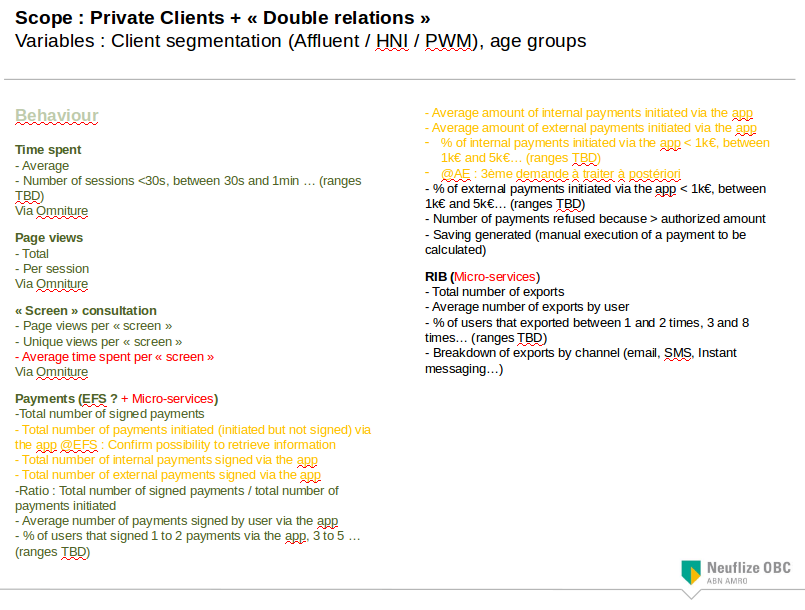 Scope : Private Clients + « Double relations »
Variables : Client segmentation (Affluent / HNI / PWM), age groups
Behaviour
Time spent
- Average
- Number of sessions <30s, between 30s and 1min … (ranges
TBD)
Via Omniture
Page views
- Total
- Per session
Via Omniture
« Screen » consultation
- Page views per « screen »
- Unique views per « screen »
- Average time spent per « screen »
Via Omniture
Payments (EFS ? + Micro-services)
-Total number of signed payments
- Total number of payments initiated (initiated but not signed) via
the app @EFS : Confirm possibility to retrieve information
- Total number of internal payments signed via the app
- Total number of external payments signed via the app
-Ratio : Total number of signed payments / total number of
payments initiated
- Average number of payments signed by user via the app
- % of users that signed 1 to 2 payments via the app, 3 to 5 …
(ranges TBD)
- Average amount of internal payments initiated via the app
- Average amount of external payments initiated via the app
- % of internal payments initiated via the app < 1k€, between
1k€ and 5k€… (ranges TBD)
- @AE : 3ème demande à traiter à postériori
- % of external payments initiated via the app < 1k€, between
1k€ and 5k€… (ranges TBD)
- Number of payments refused because > authorized amount
- Saving generated (manual execution of a payment to be
calculated)
RIB (Micro-services)
- Total number of exports
- Average number of exports by user
- % of users that exported between 1 and 2 times, 3 and 8
times… (ranges TBD)
- Breakdown of exports by channel (email, SMS, Instant
messaging…)
Neuflize OBC
ABN AMRO